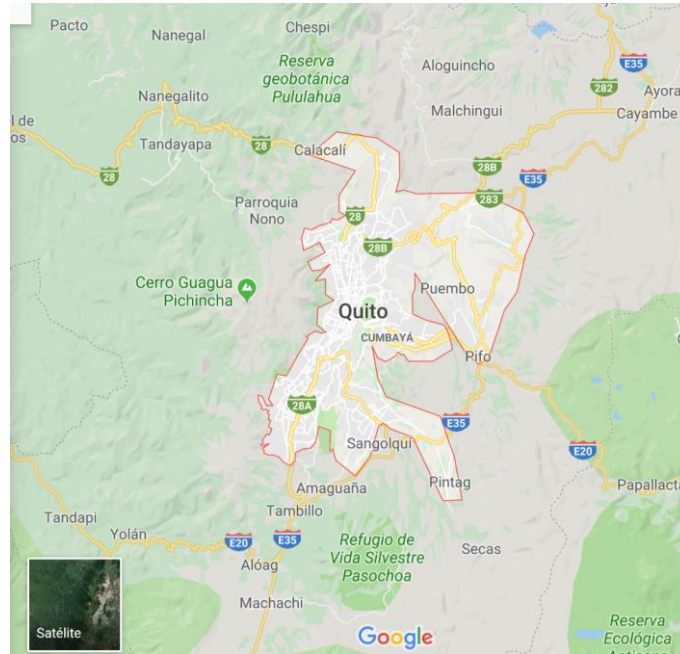 Pacto
Nanegal
Chespi
Reserva
geobotánica
Pululahua
Aloguincho
E35
282
Ayora
Nanegalito
Malchingui
Cayambe
l de
os
Tandayapa
28
Calacalí
28
28B
E35
283
Parroquia
Nono
28
28B
Cerro Guagua
Pichincha
Puembo
Quito
CUMBAYÁ
Pifo
28A
E35
Sangolquí
E20
Amaguaña
Pintag
Papallacta
Tandapi
Tambillo
Yolán
E20
E35
Refugio de
Vida Silvestre
Pasochoa
Secas
Alóag
Machachi
Satélite
Google
Reserva
Ecológica